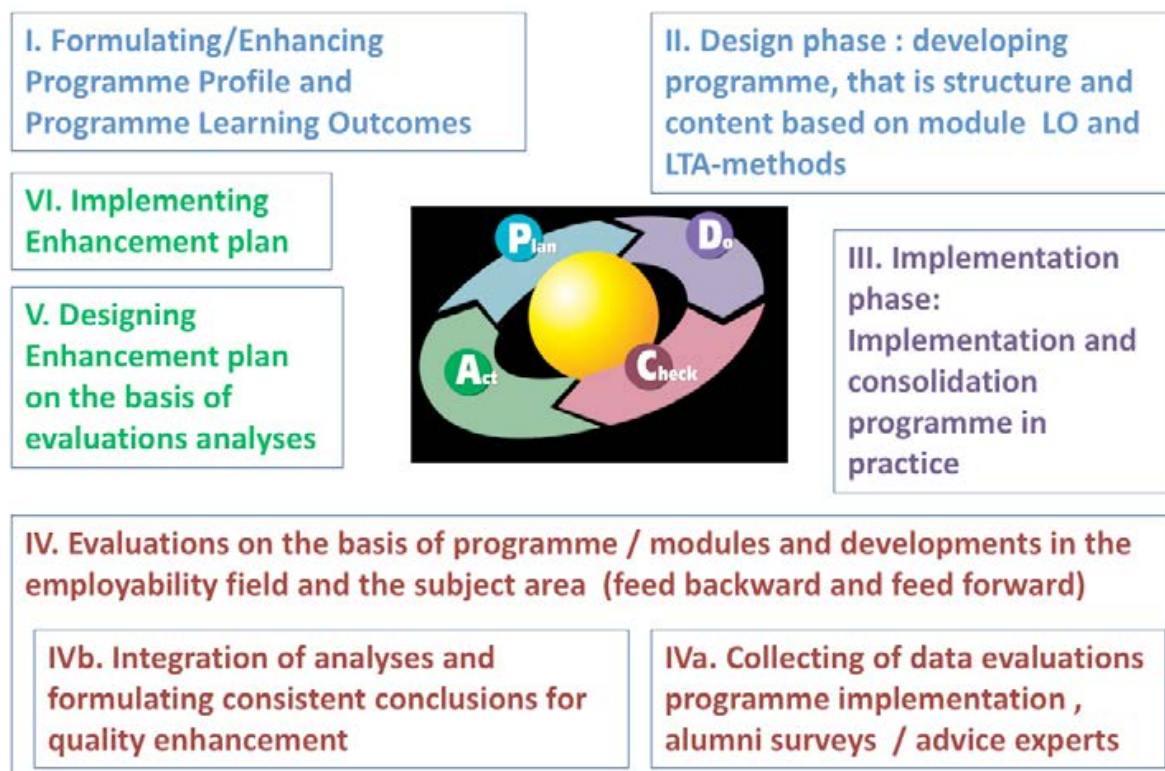 I. Formulating/Enhancing
Programme Profile and
Programme Learning Outcomes
II. Design phase : developing
programme, that is structure and
content based on module LO and
LTA-methods
VI. Implementing
Enhancement plan
V. Designing
Enhancement plan
on the basis of
evaluations analyses
Plan
Do
Act
Check
III. Implementation
phase:
Implementation and
consolidation
programme in
practice
IV. Evaluations on the basis of programme / modules and developments in the
employability field and the subject area (feed backward and feed forward)
IVb. Integration of analyses and
formulating consistent conclusions for
quality enhancement
IVa. Collecting of data evaluations
programme implementation ,
alumni surveys / advice experts